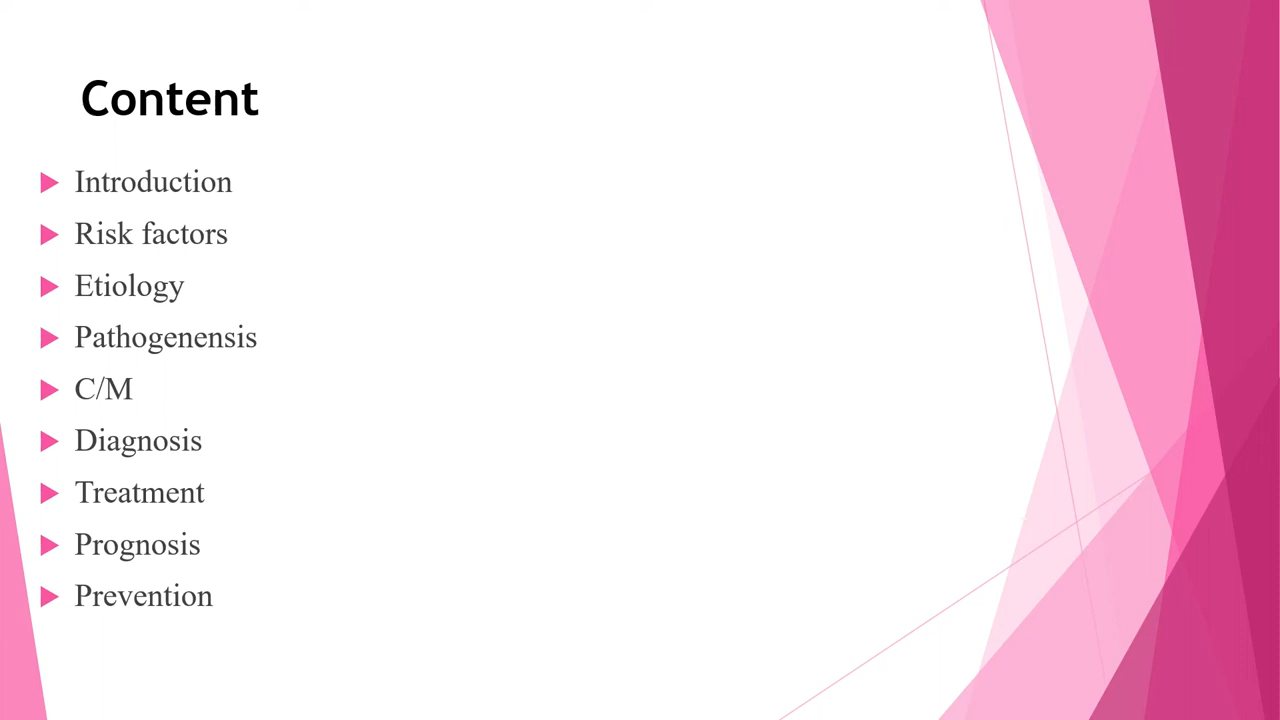 Content
Introduction
Risk factors
Etiology
Pathogenensis
C/M
Diagnosis
Treatment
Prognosis
Prevention